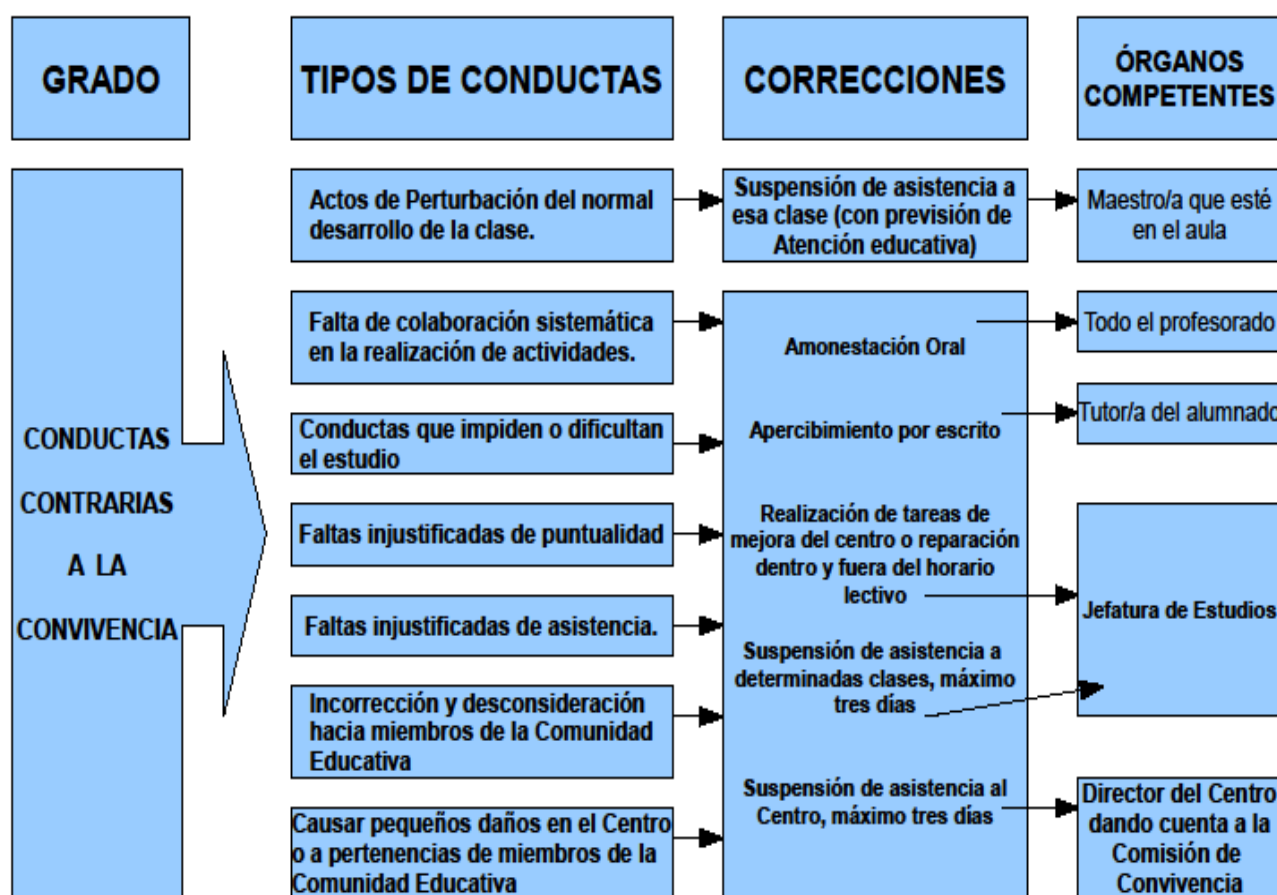 GRADO
TIPOS DE CONDUCTAS
CORRECCIONES
ÓRGANOS
COMPETENTES
CONDUCTAS
CONTRARIAS
A LA
CONVIVENCIA
Actos de Perturbación del normal
desarrollo de la clase.
Suspensión de asistencia a
esa clase (con previsión de
Atención educativa)
Maestro/a que esté
en el aula
Falta de colaboración sistemática
en la realización de actividades.
Conductas que impiden o dificultan
el estudio
Faltas injustificadas de puntualidad
Faltas injustificadas de asistencia.
Incorrección y desconsideración
hacia miembros de la Comunidad
Educativa
Causar pequeños daños en el Centro
o a pertenencias de miembros de la
Comunidad Educativa
Amonestación Oral
Apercibimiento por escrito
Realización de tareas de
mejora del centro o reparación
dentro y fuera del horario
lectivo
Suspensión de asistencia a
determinadas clases, máximo
tres días
Suspensión de asistencia al
Centro, máximo tres días
Todo el profesorado
Tutor/a del alumnado
Jefatura de Estudios
Director del Centro
dando cuenta a la
Comisión de
Convivencia